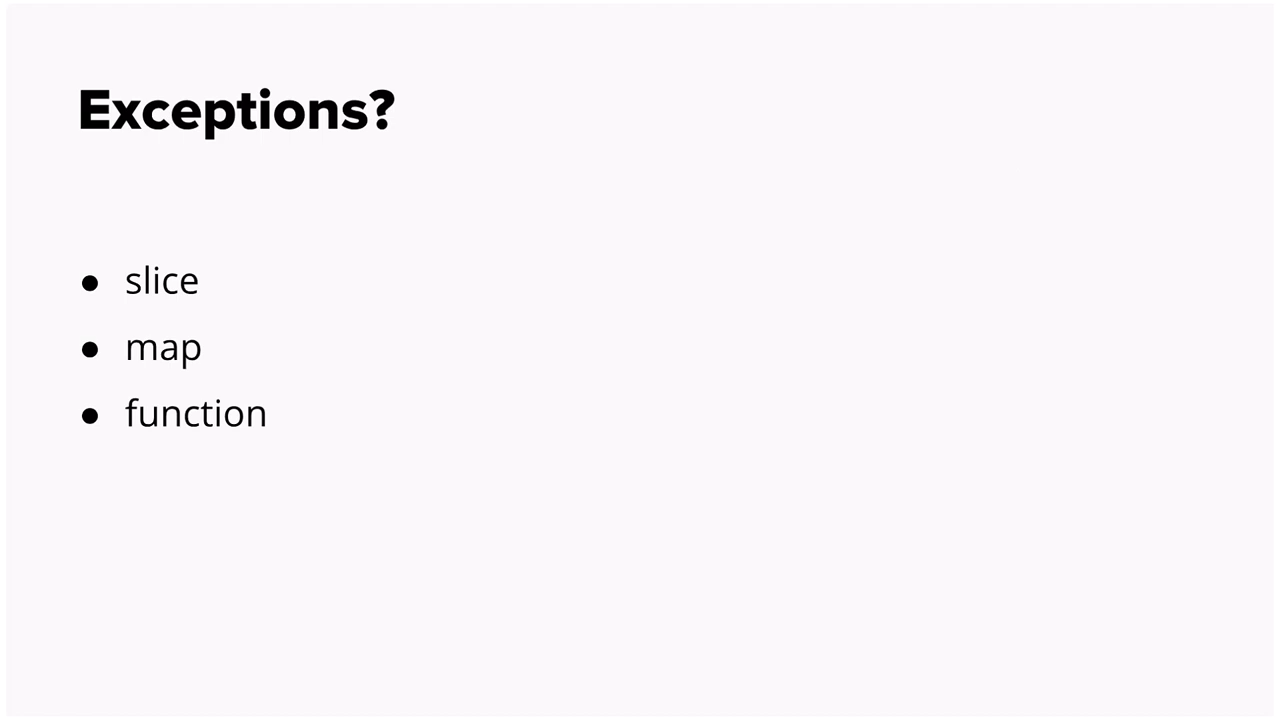 Exceptions?
● slice
● map
● function